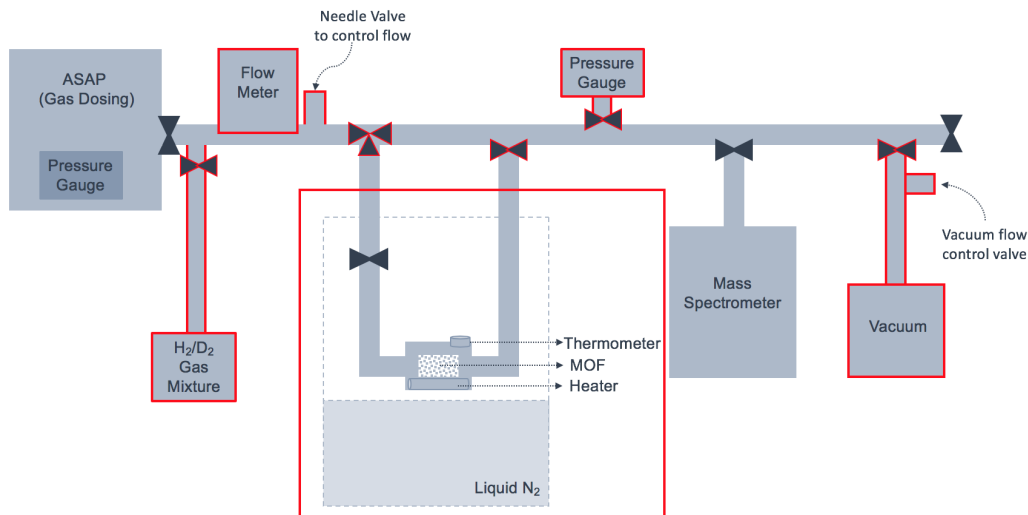 Needle Valve
to control flow
ASAP
(Gas Dosing)
Pressure
Gauge
Flow
Meter
Pressure
Gauge
Vacuum flow
control valve
Mass
Spectrometer
Vacuum
H₂/D₂
Gas
Mixture
Thermometer
MOF
Heater
Liquid N₂